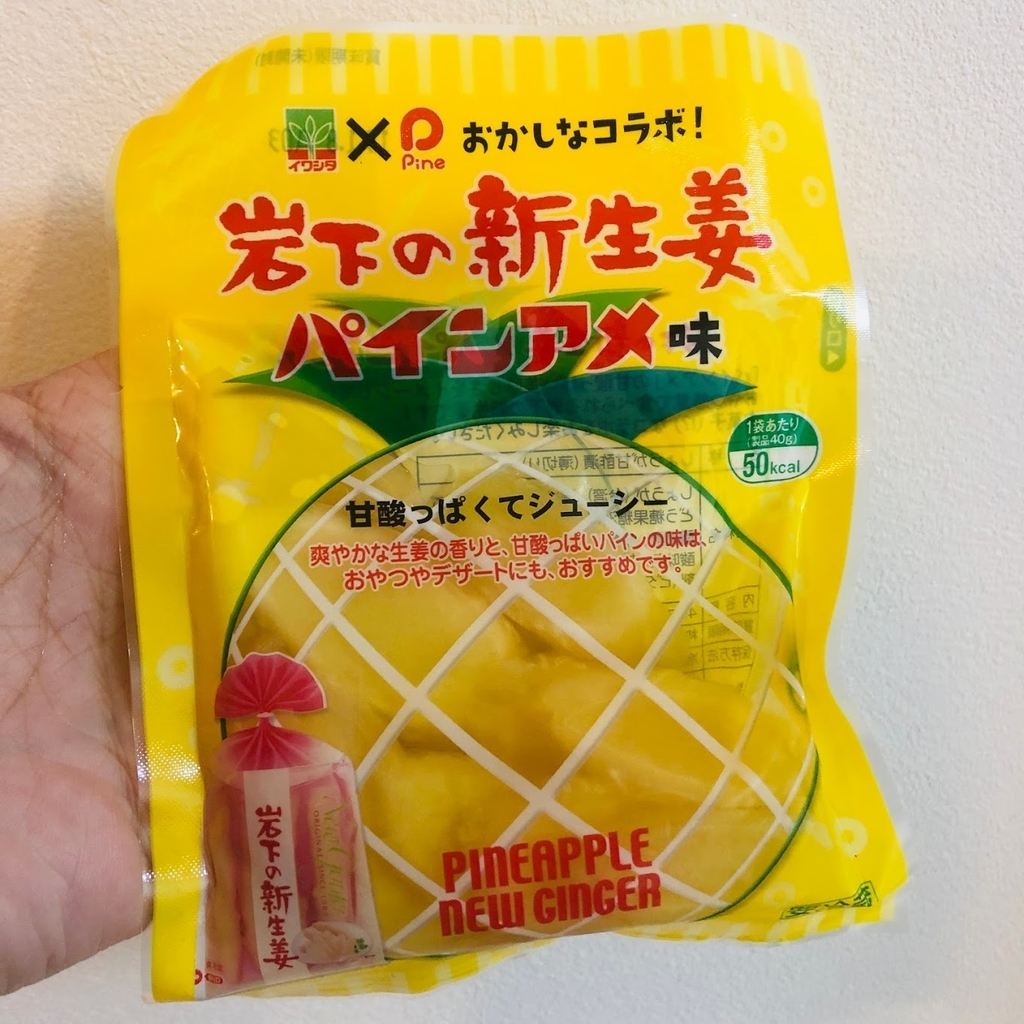 イワシタ × Pine おかしなコラボ!
岩下の新生姜
パインアメ味
1袋あたり
(製品40g)
50kcal
甘酸っぱくてジューシー
爽やかな生姜の香りと、甘酸っぱいパインの味は、
おやつやデザートにも、おすすめです。
岩下の新生姜
PINEAPPLE
NEW GINGER